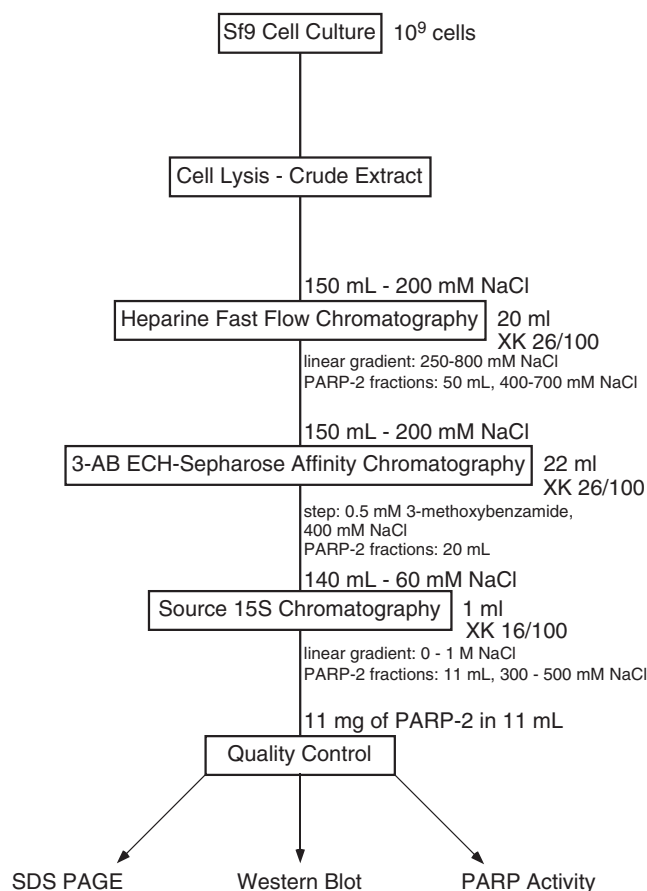 Sf9 Cell Culture 10⁹ cells
Cell Lysis - Crude Extract
150 mL - 200 mM NaCl
Heparine Fast Flow Chromatography 20 ml
XK 26/100
linear gradient: 250-800 mM NaCl
PARP-2 fractions: 50 mL, 400-700 mM NaCl
150 mL - 200 mM NaCl
3-AB ECH-Sepharose Affinity Chromatography 22 ml
XK 26/100
step: 0.5 mM 3-methoxybenzamide,
400 mM NaCl
PARP-2 fractions: 20 mL
140 mL - 60 mM NaCl
Source 15S Chromatography 1 ml
XK 16/100
linear gradient: 0 - 1 M NaCl
PARP-2 fractions: 11 mL, 300 - 500 mM NaCl
11 mg of PARP-2 in 11 mL
Quality Control
SDS PAGE Western Blot PARP Activity